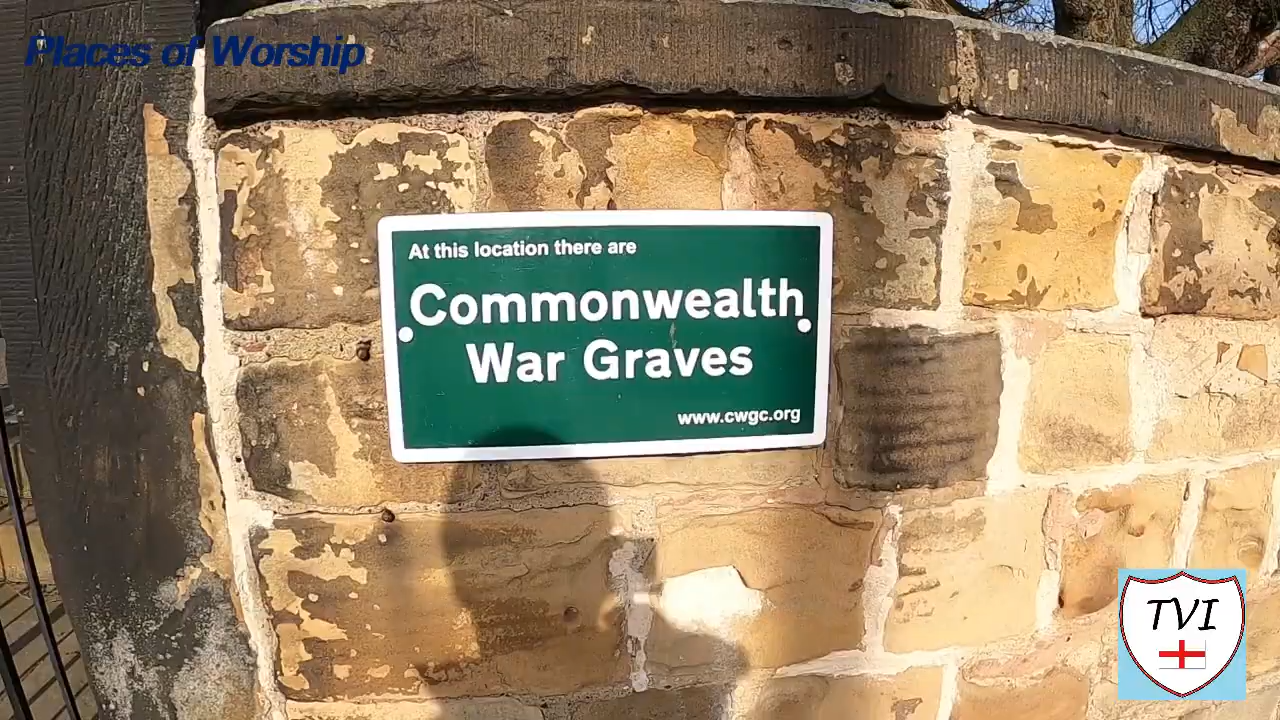 Places of Worship
At this location there are
Commonwealth
War Graves
www.cwgc.org
TVI